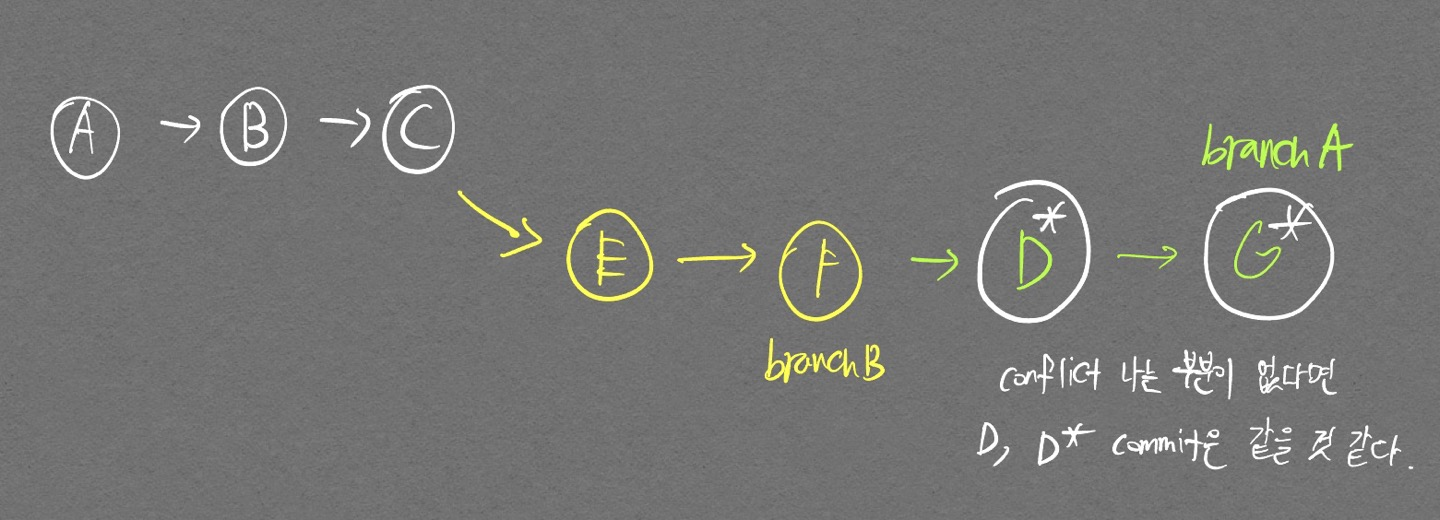 A → B → C
branch A
E → F → D* → G*
branch B
conflict 나는 부분이 없다면
D, D* commit은 같을 것 같다.